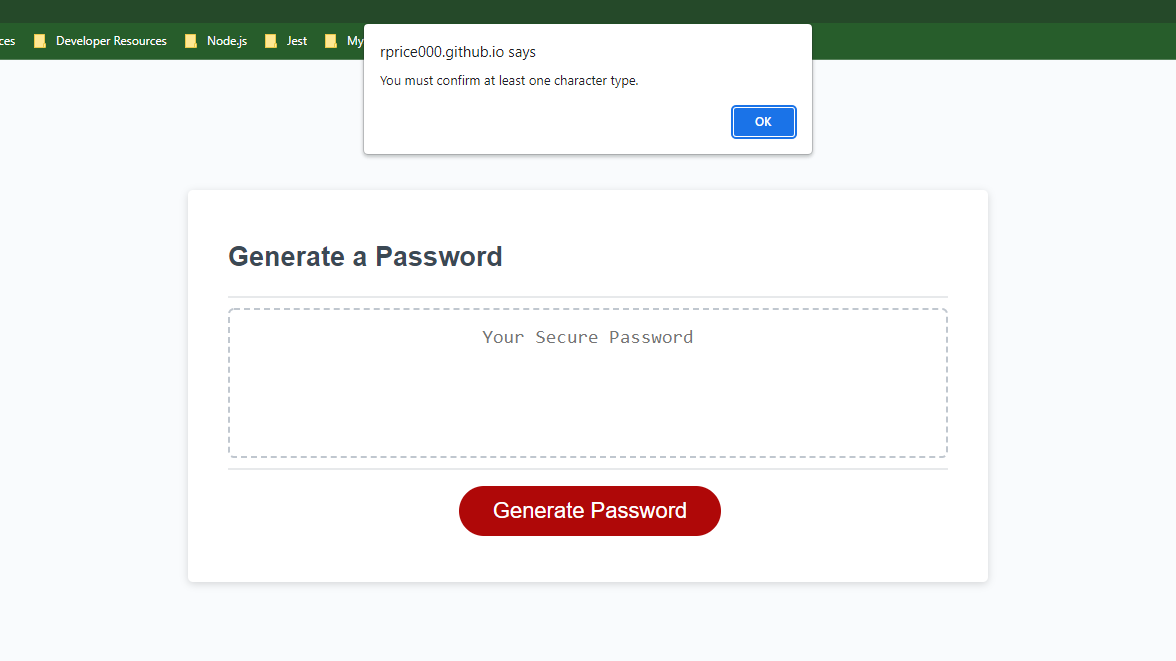 ces Developer Resources Node.js Jest My
rprice000.github.io says
You must confirm at least one character type.
OK
Generate a Password
Your Secure Password
Generate Password